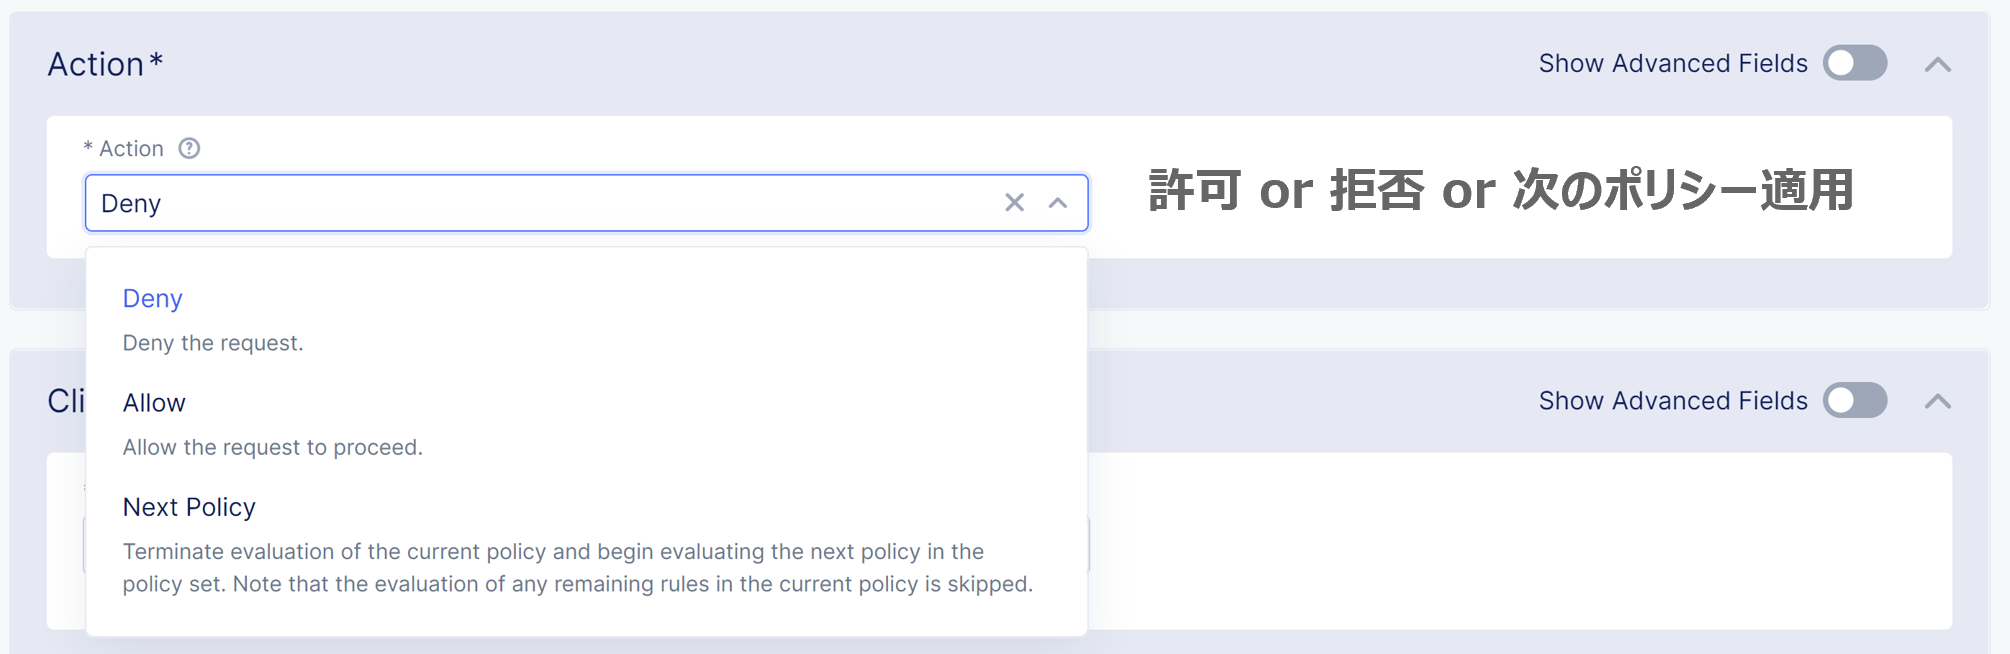 Action*
Show Advanced Fields
* Action
Deny
許可 or 拒否 or 次のポリシー適用
Deny
Deny the request.
Allow
Allow the request to proceed.
Next Policy
Terminate evaluation of the current policy and begin evaluating the next policy in the
policy set. Note that the evaluation of any remaining rules in the current policy is skipped.
Cli
Show Advanced Fields